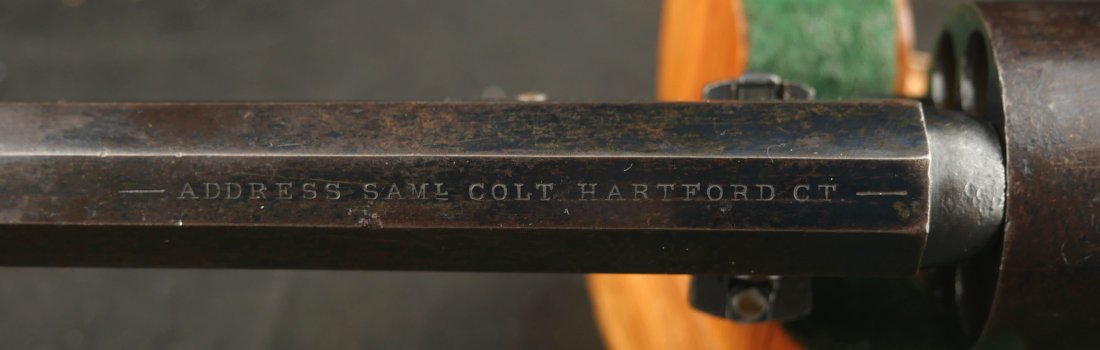 — ADDRESS SAMᴸ COLT HARTFORD CT —